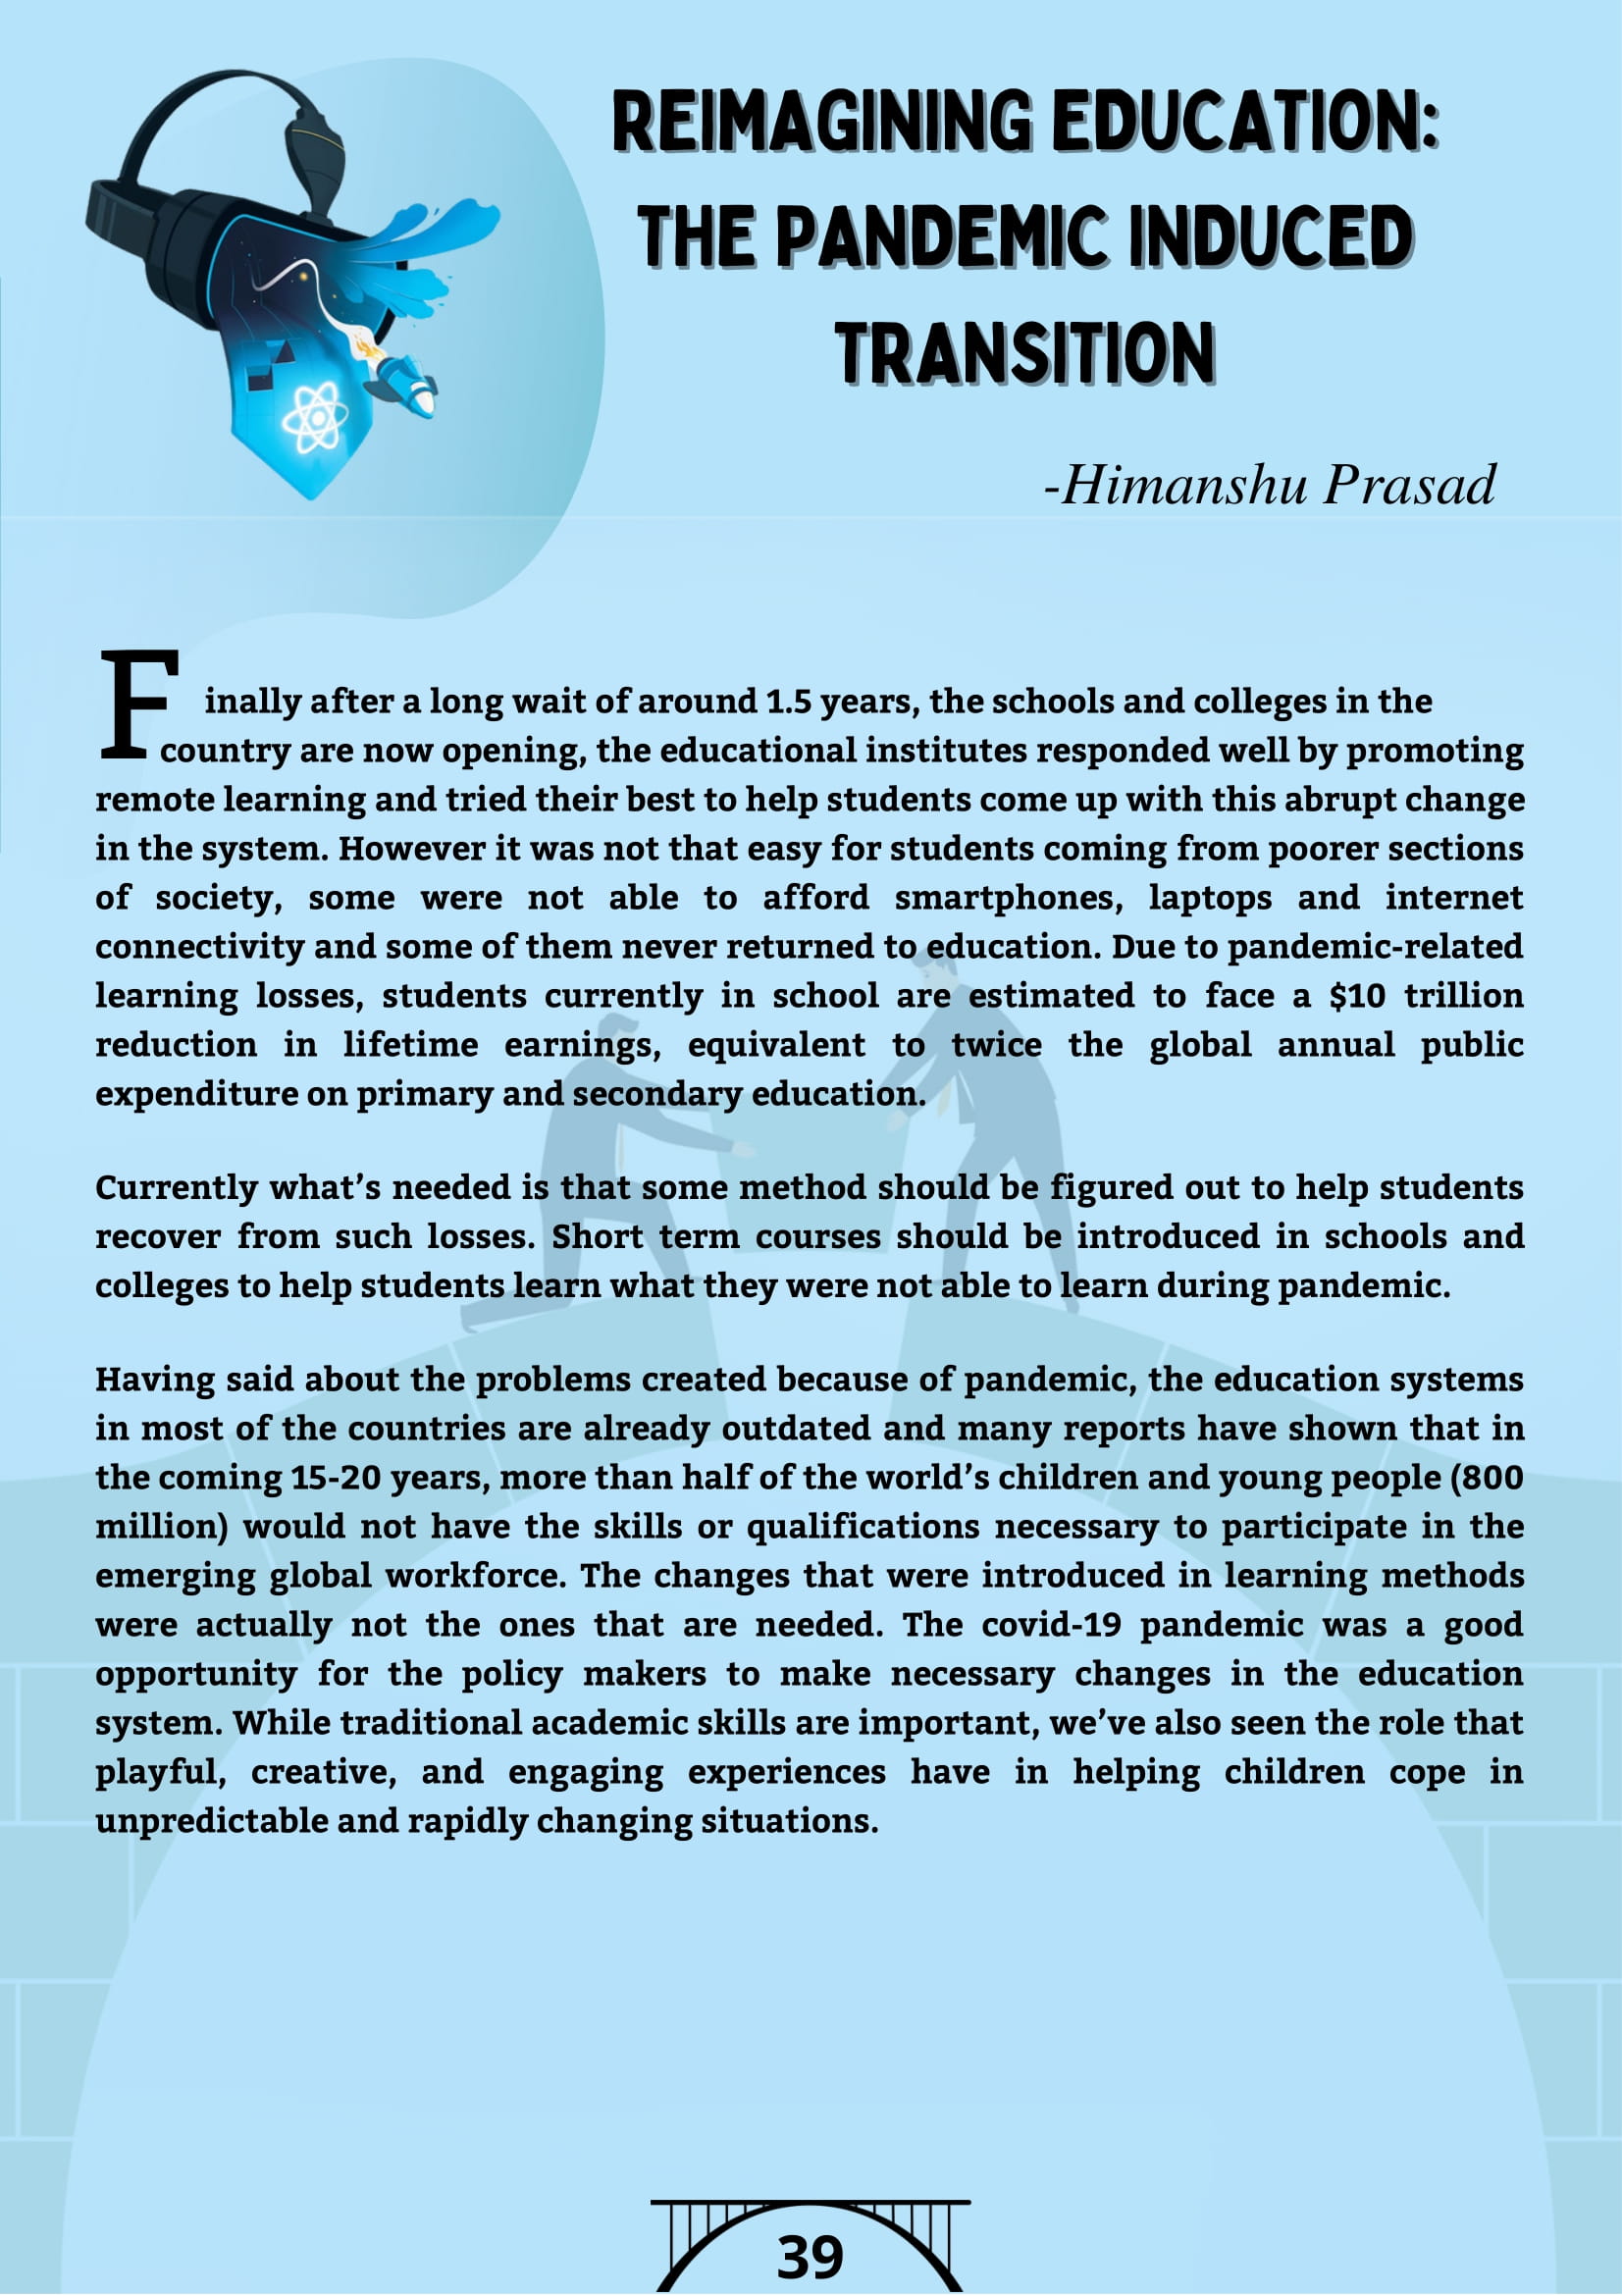 REIMAGINING EDUCATION:
THE PANDEMIC INDUCED
TRANSITION
-Himanshu Prasad
Finally after a long wait of around 1.5 years, the schools and colleges in the
country are now opening, the educational institutes responded well by promoting
remote learning and tried their best to help students come up with this abrupt change
in the system. However it was not that easy for students coming from poorer sections
of society, some were not able to afford smartphones, laptops and internet
connectivity and some of them never returned to education. Due to pandemic-related
learning losses, students currently in school are estimated to face a $10 trillion
reduction in lifetime earnings, equivalent to twice the global annual public
expenditure on primary and secondary education.
Currently what’s needed is that some method should be figured out to help students
recover from such losses. Short term courses should be introduced in schools and
colleges to help students learn what they were not able to learn during pandemic.
Having said about the problems created because of pandemic, the education systems
in most of the countries are already outdated and many reports have shown that in
the coming 15-20 years, more than half of the world’s children and young people (800
million) would not have the skills or qualifications necessary to participate in the
emerging global workforce. The changes that were introduced in learning methods
were actually not the ones that are needed. The covid-19 pandemic was a good
opportunity for the policy makers to make necessary changes in the education
system. While traditional academic skills are important, we’ve also seen the role that
playful, creative, and engaging experiences have in helping children cope in
unpredictable and rapidly changing situations.
39